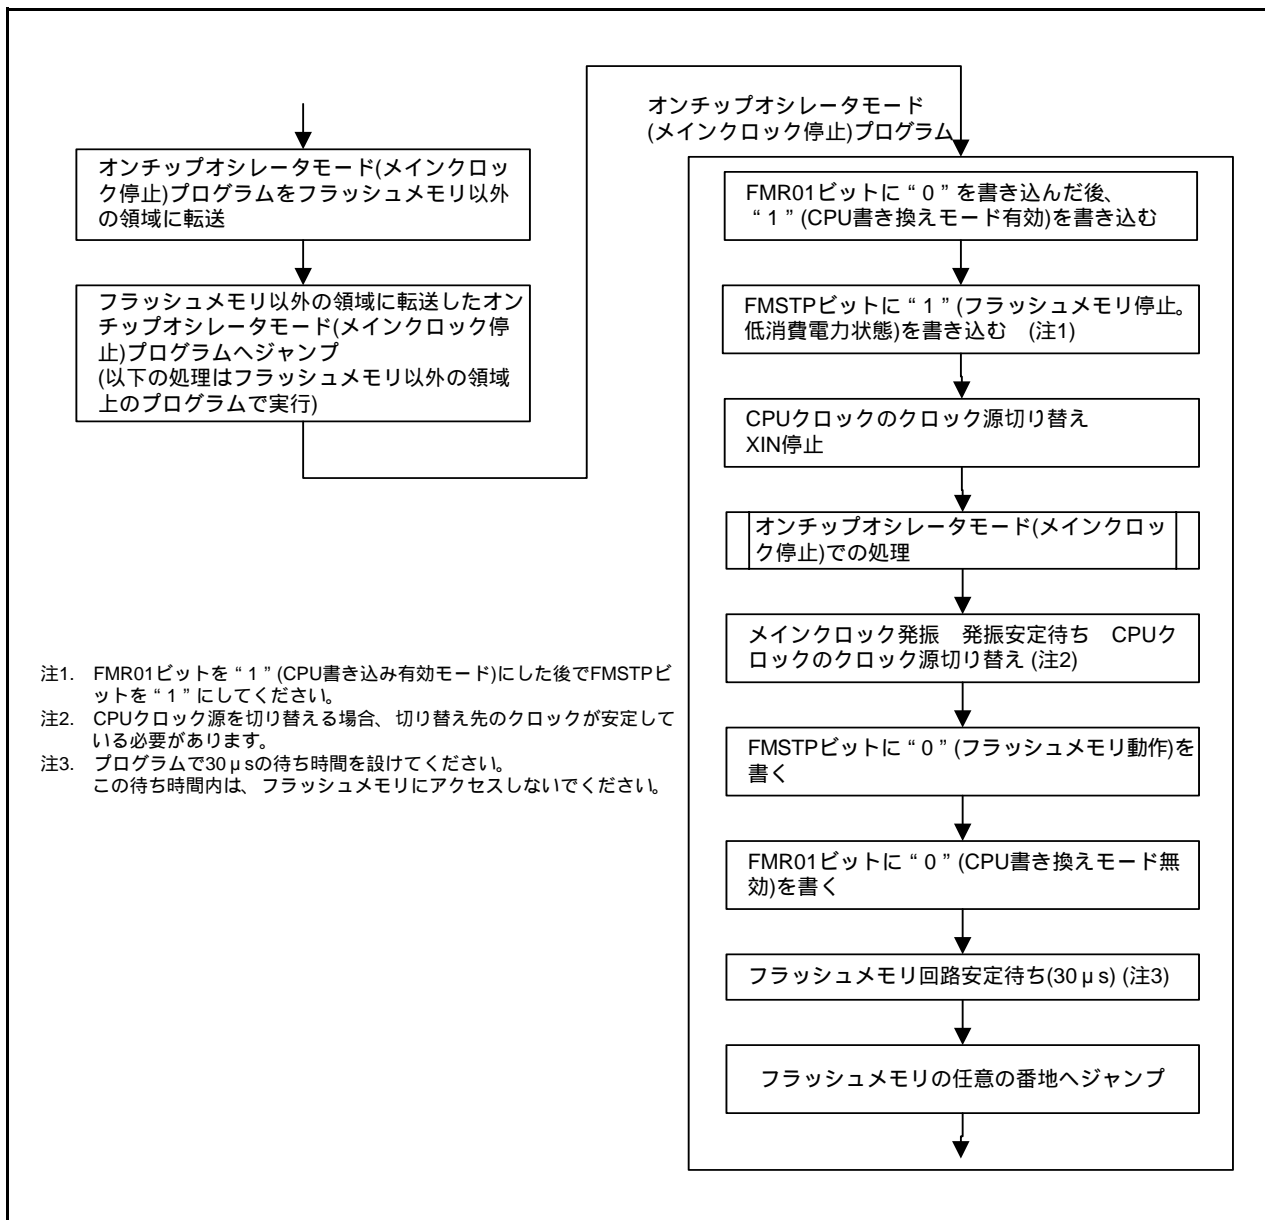 オンチップオシレータモード(メインクロッ
ク停止)プログラムをフラッシュメモリ以外
の領域に転送
フラッシュメモリ以外の領域に転送したオン
チップオシレータモード(メインクロック停
止)プログラムへジャンプ
(以下の処理はフラッシュメモリ以外の領域
上のプログラムで実行)
オンチップオシレータモード
(メインクロック停止)プログラム
FMR01ビットに“0”を書き込んだ後、
“1”(CPU書き換えモード有効)を書き込む
FMSTPビットに“1”(フラッシュメモリ停止。
低消費電力状態)を書き込む (注1)
CPUクロックのクロック源切り替え
XIN停止
オンチップオシレータモード(メインクロッ
ク停止)での処理
メインクロック発振 発振安定待ち CPUク
ロックのクロック源切り替え (注2)
FMSTPビットに“0”(フラッシュメモリ動作)を
書く
FMR01ビットに“0”(CPU書き換えモード無
効)を書く
フラッシュメモリ回路安定待ち(30μs) (注3)
フラッシュメモリの任意の番地へジャンプ
注1. FMR01ビットを“1”(CPU書き込み有効モード)にした後でFMSTPビ
ットを“1”にしてください。
注2. CPUクロック源を切り替える場合、切り替え先のクロックが安定して
いる必要があります。
注3. プログラムで30μsの待ち時間を設けてください。
この待ち時間内は、フラッシュメモリにアクセスしないでください。